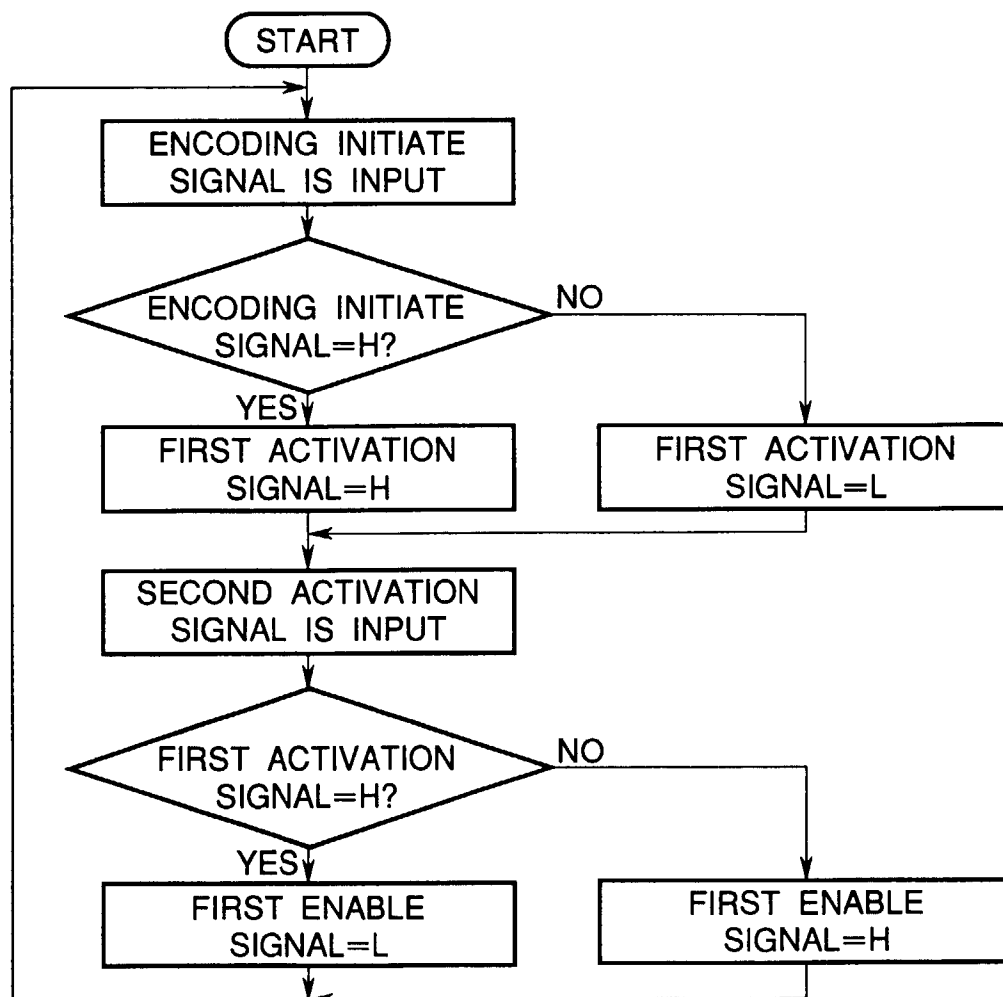 START
ENCODING INITIATE
SIGNAL IS INPUT
ENCODING INITIATE
SIGNAL=H?
NO
YES
FIRST ACTIVATION
SIGNAL=H
FIRST ACTIVATION
SIGNAL=L
SECOND ACTIVATION
SIGNAL IS INPUT
FIRST ACTIVATION
SIGNAL=H?
NO
YES
FIRST ENABLE
SIGNAL=L
FIRST ENABLE
SIGNAL=H